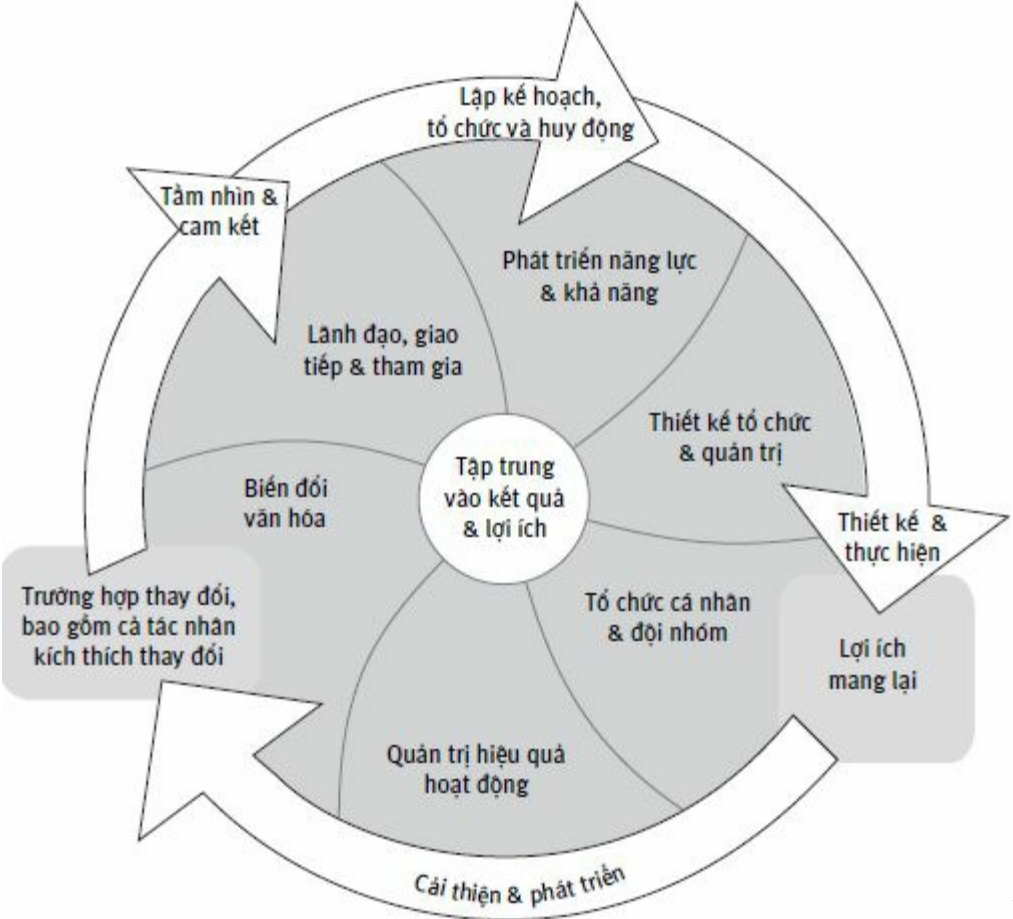 Lập kế hoạch,
tổ chức và huy động
Tầm nhìn &
cam kết
Phát triển năng lực
& khả năng
Lãnh đạo, giao
tiếp & tham gia
Thiết kế tổ chức
& quản trị
Tập trung
vào kết quả
& lợi ích
Biến đổi
văn hóa
Thiết kế &
thực hiện
Trường hợp thay đổi,
bao gồm cả tác nhân
kích thích thay đổi
Tổ chức cá nhân
& đội nhóm
Lợi ích
mang lại
Quản trị hiệu quả
hoạt động
Cải thiện & phát triển